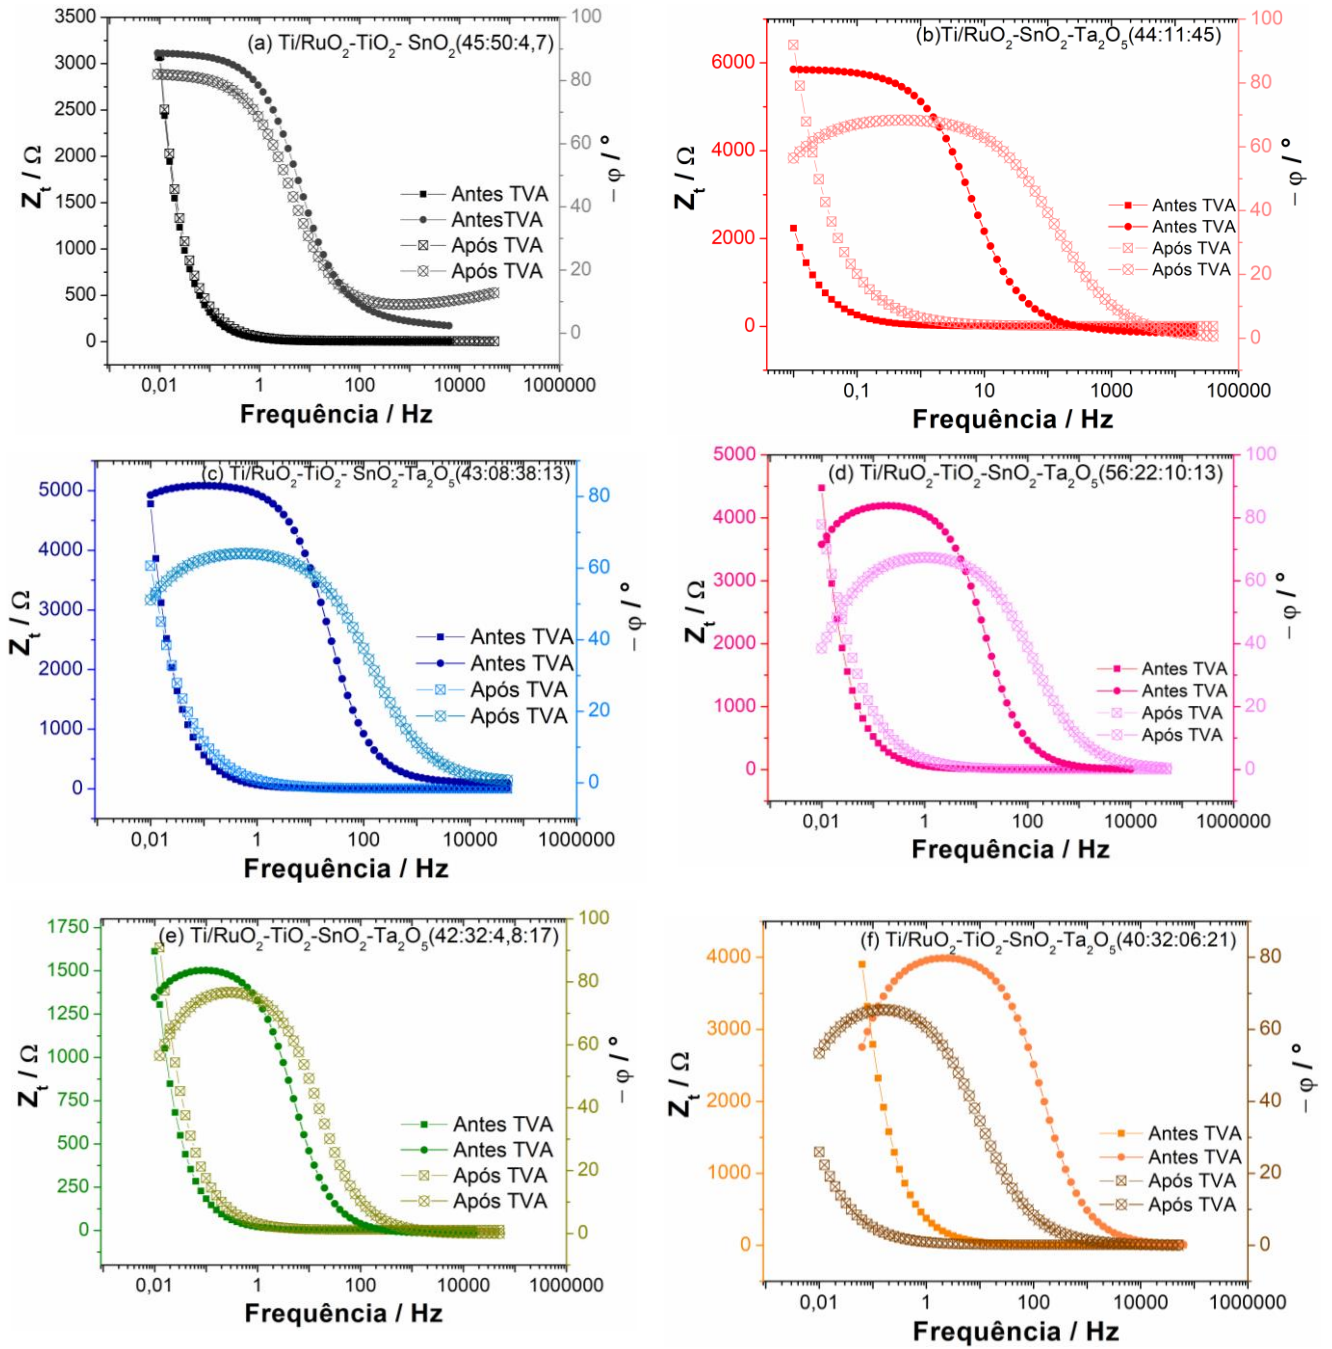 (a) Ti/RuO₂-TiO₂- SnO₂(45:50:4,7)
3500
3000
2500
2000
1500
1000
500
0
Zt / Ω
100
80
60
40
20
0
− φ / °
Antes TVA
AntesTVA
Após TVA
Após TVA
0,01 1 100 10000 1000000
Frequência / Hz
(b)Ti/RuO₂-SnO₂-Ta₂O₅(44:11:45)
6000
4000
2000
0
Zt / Ω
100
80
60
40
20
0
− φ / °
Antes TVA
Antes TVA
Após TVA
Após TVA
0,1 10 1000 100000
Frequência / Hz
(c) Ti/RuO₂-TiO₂- SnO₂-Ta₂O₅(43:08:38:13)
5000
4000
3000
2000
1000
0
Zt / Ω
80
60
40
20
0
− φ / °
Antes TVA
Antes TVA
Após TVA
Após TVA
0,01 1 100 10000 1000000
Frequência / Hz
(d) Ti/RuO₂-TiO₂-SnO₂-Ta₂O₅(56:22:10:13)
5000
4000
3000
2000
1000
0
Zt / Ω
100
80
60
40
20
0
− φ / °
Antes TVA
Antes TVA
Após TVA
Após TVA
0,01 1 100 10000 1000000
Frequência / Hz
(e) Ti/RuO₂-TiO₂-SnO₂-Ta₂O₅(42:32:4,8:17)
1750
1500
1250
1000
750
500
250
0
Zt / Ω
100
80
60
40
20
0
− φ / °
Antes TVA
Antes TVA
Após TVA
Após TVA
0,01 1 100 10000 1000000
Frequência / Hz
(f) Ti/RuO₂-TiO₂-SnO₂-Ta₂O₅(40:32:06:21)
4000
3000
2000
1000
0
Zt / Ω
80
60
40
20
0
− φ / °
Antes TVA
Antes TVA
Após TVA
Após TVA
0,01 1 100 10000 1000000
Frequência / Hz